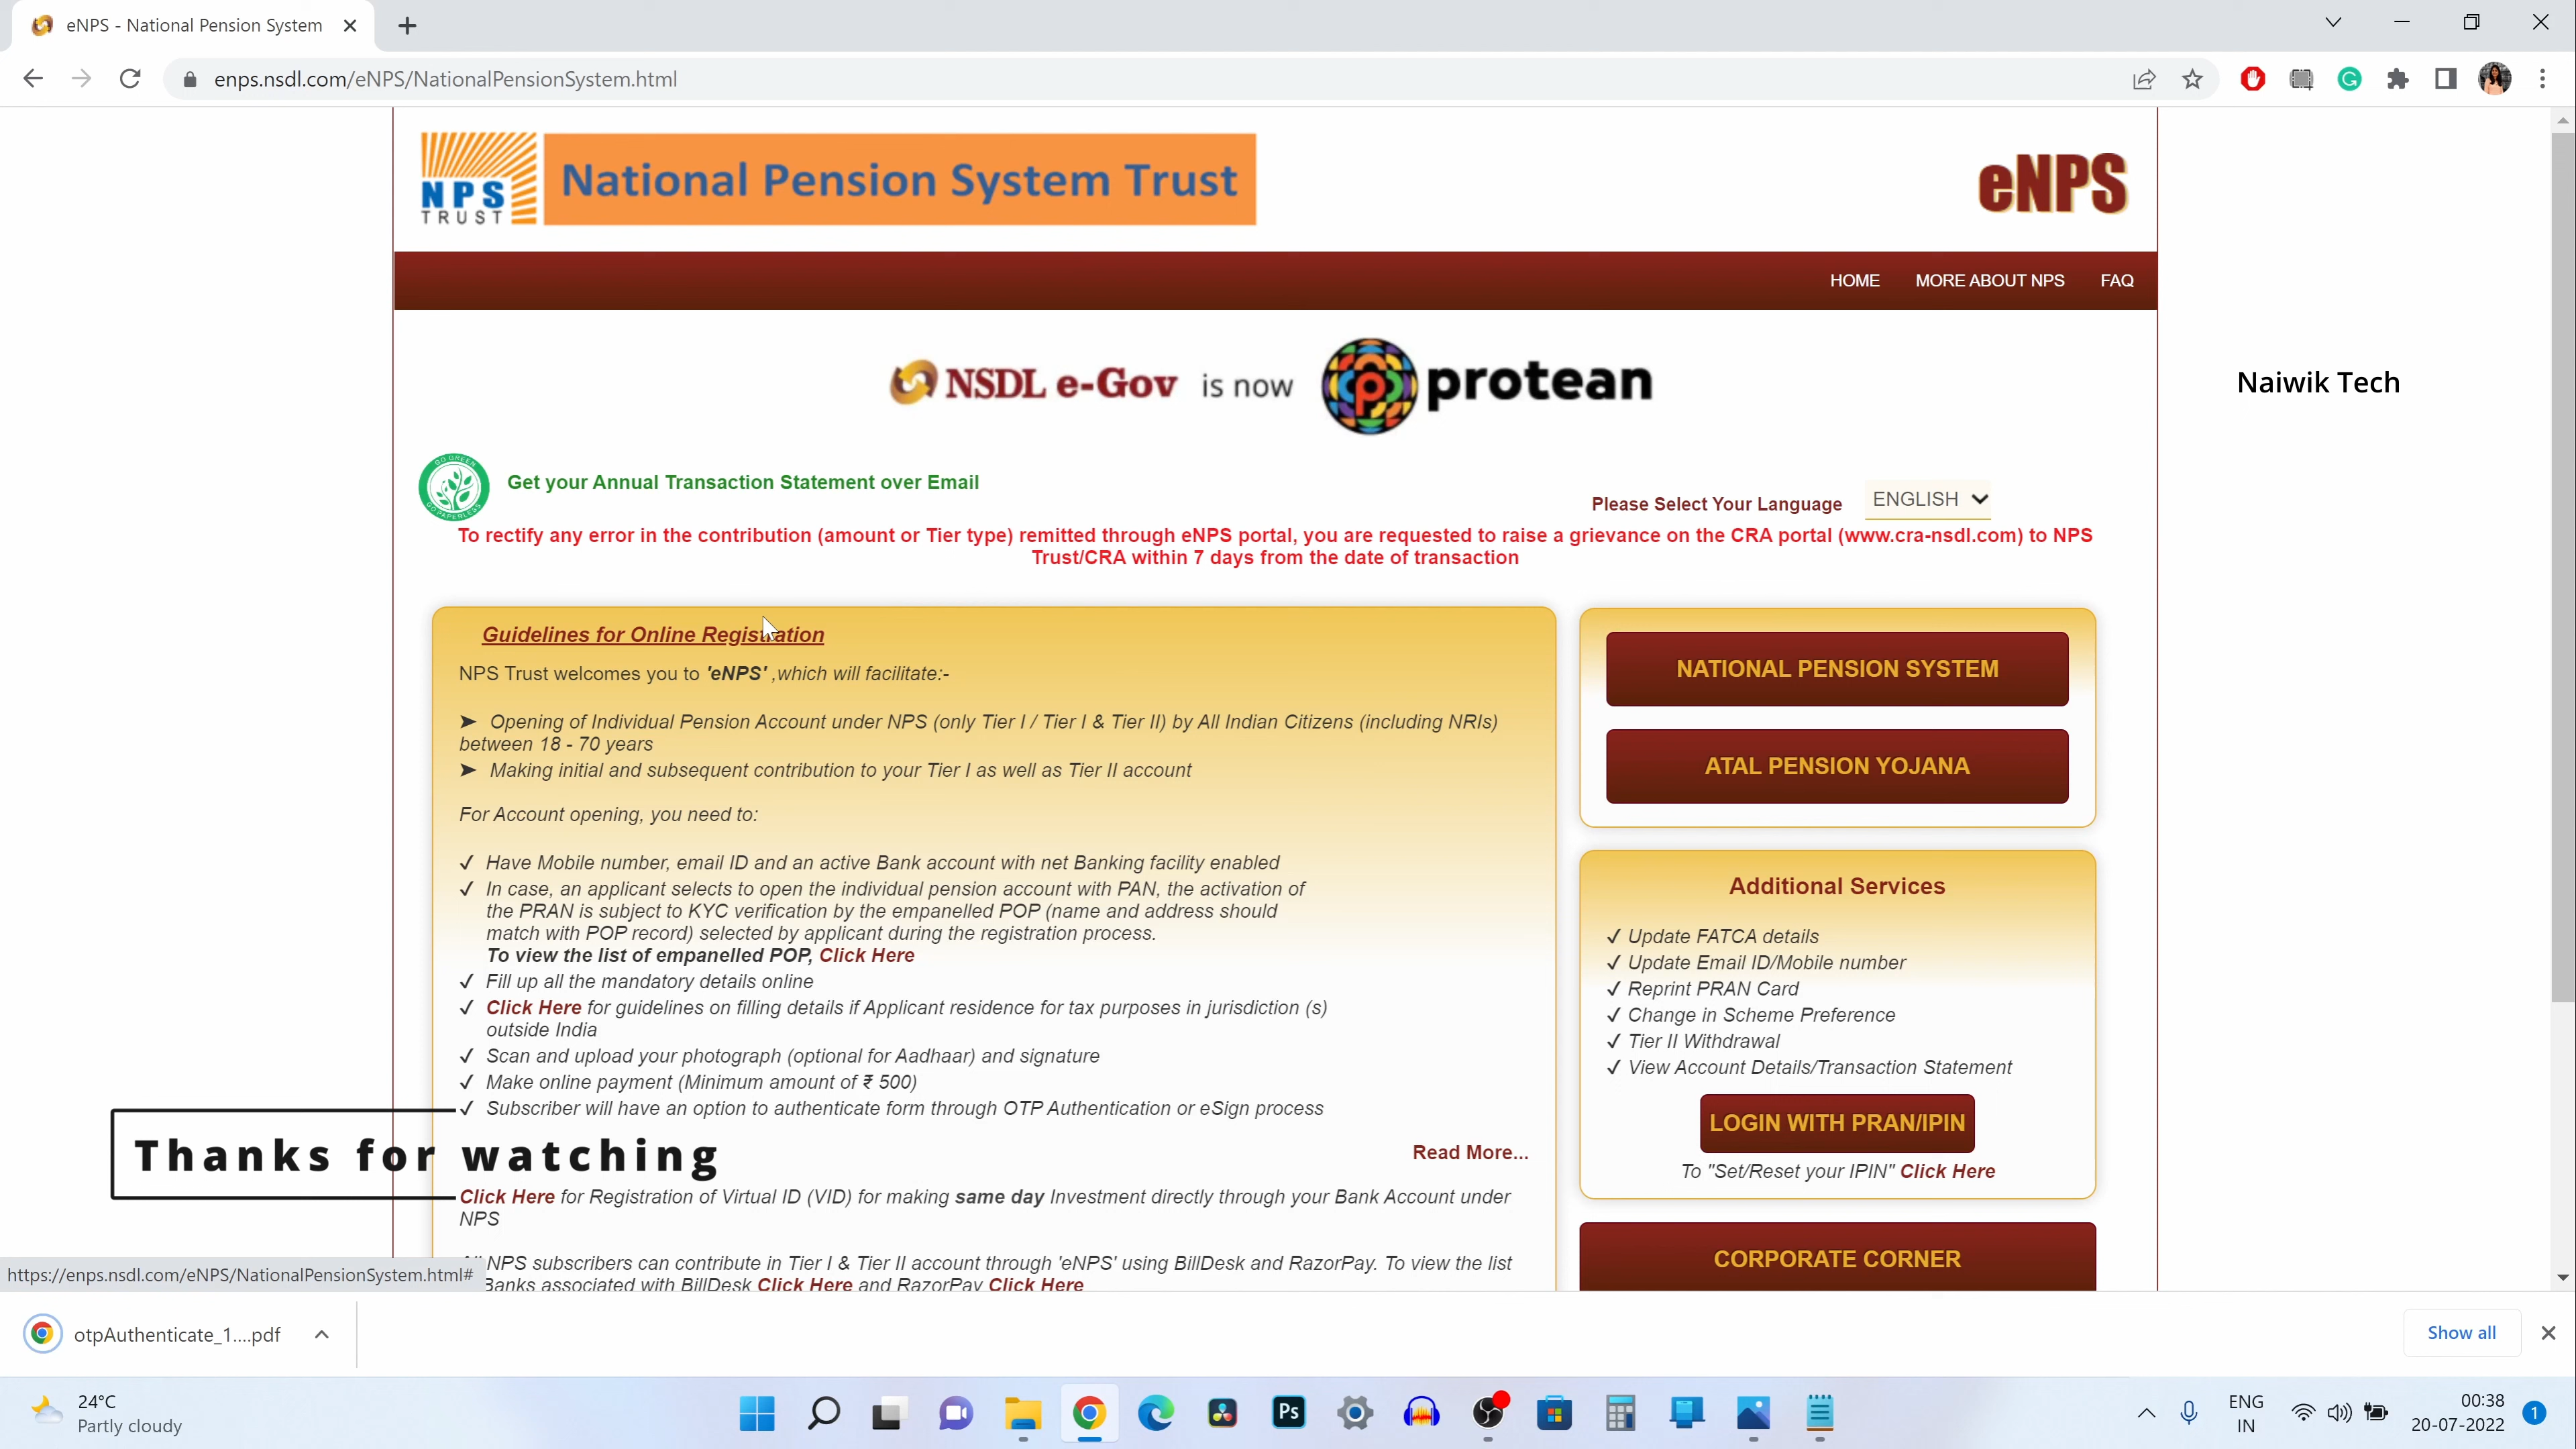 eNPS - National Pension System
enps.nsdl.com/eNPS/NationalPensionSystem.html
NPS
TRUST
National Pension System Trust
eNPS
HOME MORE ABOUT NPS FAQ
NSDL e-Gov is now protean
Naiwik Tech
GO GREEN
GO PAPERLESS
Get your Annual Transaction Statement over Email
Please Select Your Language ENGLISH
To rectify any error in the contribution (amount or Tier type) remitted through eNPS portal, you are requested to raise a grievance on the CRA portal (www.cra-nsdl.com) to NPS
Trust/CRA within 7 days from the date of transaction
Guidelines for Online Registration
NPS Trust welcomes you to 'eNPS' ,which will facilitate:-
➤ Opening of Individual Pension Account under NPS (only Tier I / Tier I & Tier II) by All Indian Citizens (including NRIs)
between 18 - 70 years
➤ Making initial and subsequent contribution to your Tier I as well as Tier II account
For Account opening, you need to:
✓ Have Mobile number, email ID and an active Bank account with net Banking facility enabled
✓ In case, an applicant selects to open the individual pension account with PAN, the activation of
the PRAN is subject to KYC verification by the empanelled POP (name and address should
match with POP record) selected by applicant during the registration process.
To view the list of empanelled POP, Click Here
✓ Fill up all the mandatory details online
✓ Click Here for guidelines on filling details if Applicant residence for tax purposes in jurisdiction (s)
outside India
✓ Scan and upload your photograph (optional for Aadhaar) and signature
✓ Make online payment (Minimum amount of ₹ 500)
✓ Subscriber will have an option to authenticate form through OTP Authentication or eSign process
Thanks for watching
Read More...
Click Here for Registration of Virtual ID (VID) for making same day Investment directly through your Bank Account under
NPS
NPS subscribers can contribute in Tier I & Tier II account through 'eNPS' using BillDesk and RazorPay. To view the list
Banks associated with BillDesk Click Here and RazorPay Click Here
NATIONAL PENSION SYSTEM
ATAL PENSION YOJANA
Additional Services
✓ Update FATCA details
✓ Update Email ID/Mobile number
✓ Reprint PRAN Card
✓ Change in Scheme Preference
✓ Tier II Withdrawal
✓ View Account Details/Transaction Statement
LOGIN WITH PRAN/IPIN
To "Set/Reset your IPIN" Click Here
CORPORATE CORNER
https://enps.nsdl.com/eNPS/NationalPensionSystem.html#
otpAuthenticate_1....pdf
Show all
24°C
Partly cloudy
Ps
ENG
IN
00:38
20-07-2022
1